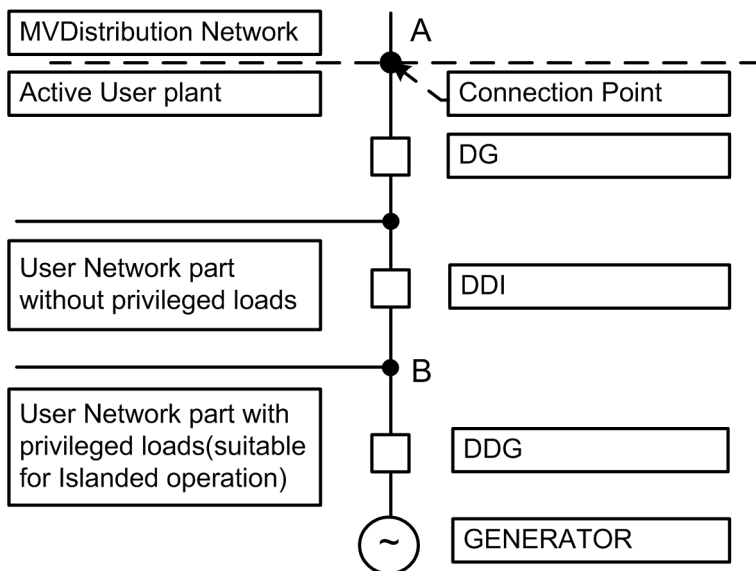 MVDistribution Network
A
Active User plant
Connection Point
DG
User Network part
without privileged loads
DDI
B
User Network part with
privileged loads(suitable
for Islanded operation)
DDG
~
GENERATOR